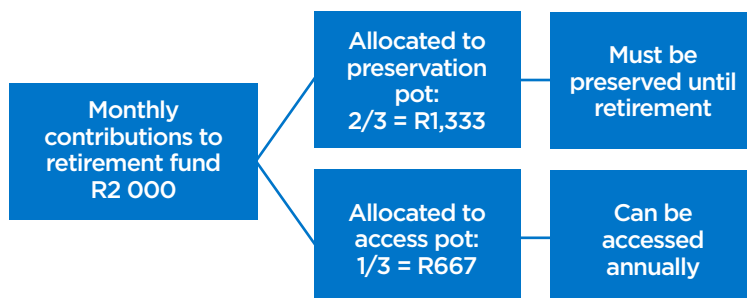 Monthly
contributions to
retirement fund
R2 000
Allocated to
preservation
pot:
2/3 = R1,333
Must be
preserved until
retirement
Allocated to
access pot:
1/3 = R667
Can be
accessed
annually